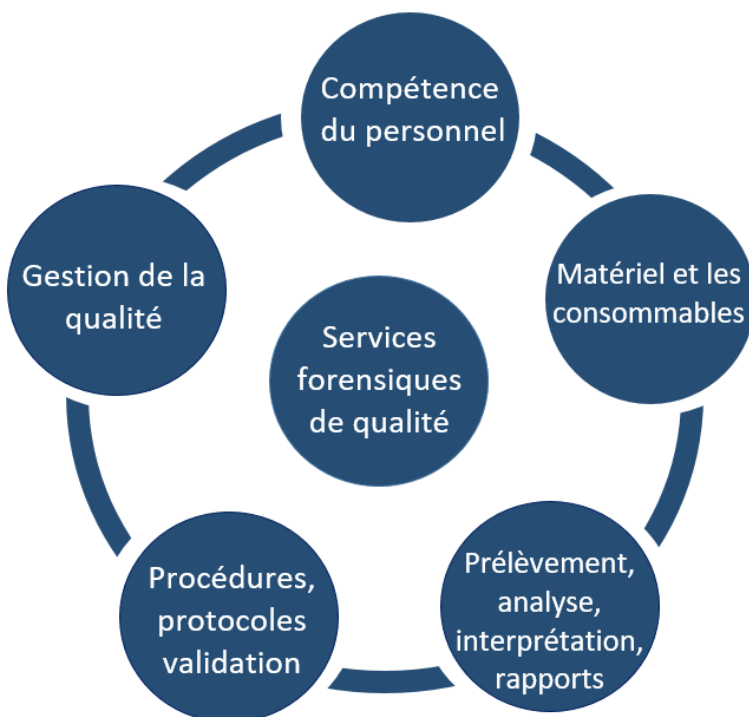 Compétence
du personnel
Gestion de la
qualité
Matériel et les
consommables
Services
forensiques
de qualité
Procédures,
protocoles
validation
Prélèvement,
analyse,
interprétation,
rapports